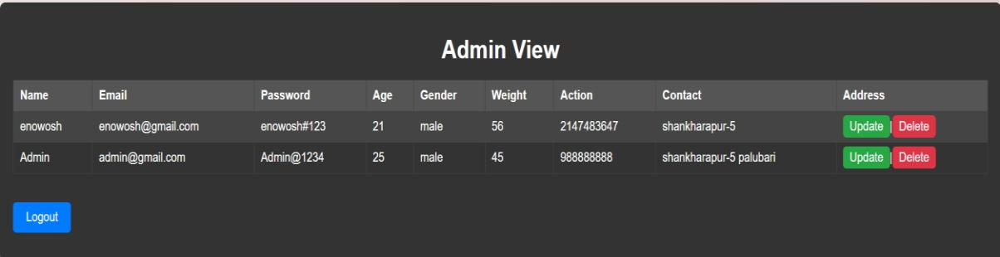 Admin View
Name Email Password Age Gender Weight Action Contact Address
enowosh enowosh@gmail.com enowosh#123 21 male 56 2147483647 shankharapur-5 Update | Delete
Admin admin@gmail.com Admin@1234 25 male 45 988888888 shankharapur-5 palubari Update | Delete
Logout